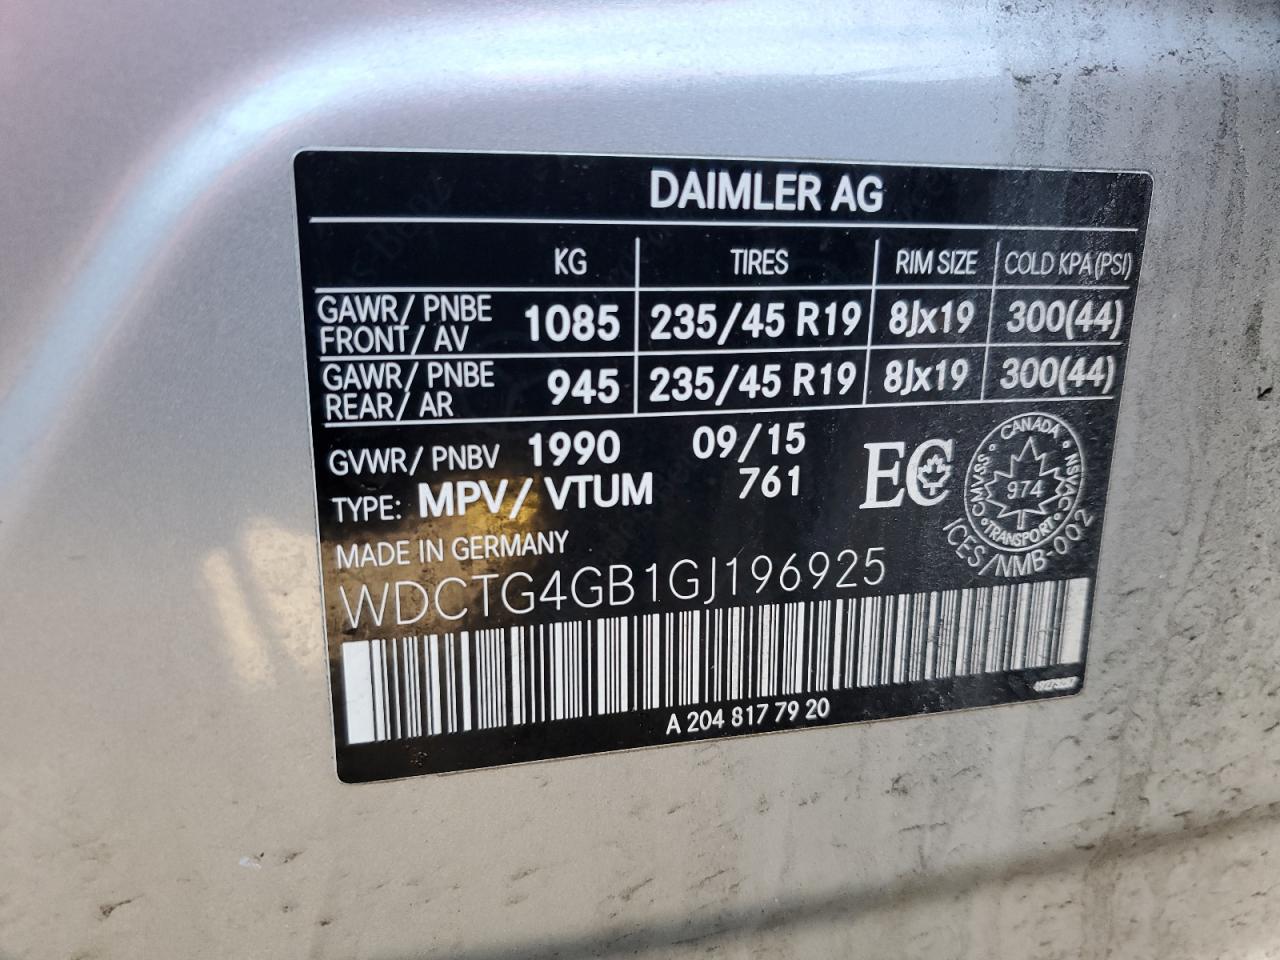 DAIMLER AG
KG TIRES RIM SIZE COLD KPA (PSI)
GAWR/ PNBE FRONT/ AV 1085 235/45 R19 8Jx19 300(44)
GAWR/ PNBE REAR/ AR 945 235/45 R19 8Jx19 300(44)
GVWR/ PNBV 1990 09/15
TYPE: MPV/ VTUM 761
EC
CANADA
CMVSS 974 NSVAC
TRANSPORT
ICES/NMB-002
MADE IN GERMANY
WDCTG4GB1GJ196925
A 204 817 79 20